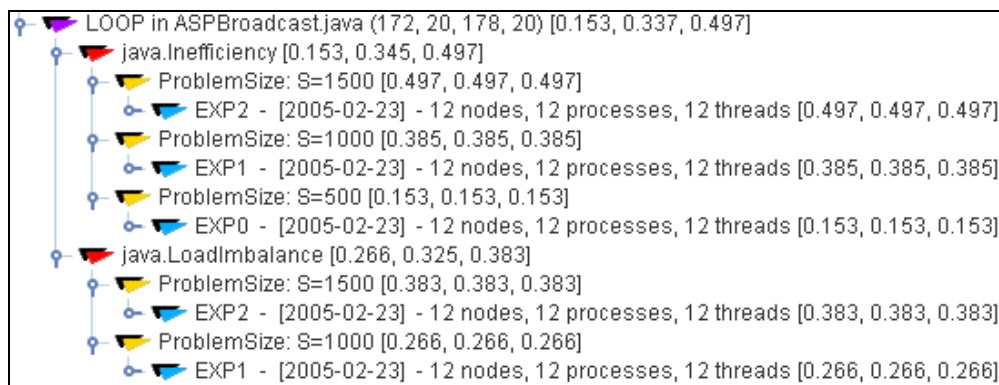 LOOP in ASPBroadcast.java (172, 20, 178, 20) [0.153, 0.337, 0.497]
java.Inefficiency [0.153, 0.345, 0.497]
ProblemSize: S=1500 [0.497, 0.497, 0.497]
EXP2 - [2005-02-23] - 12 nodes, 12 processes, 12 threads [0.497, 0.497, 0.497]
ProblemSize: S=1000 [0.385, 0.385, 0.385]
EXP1 - [2005-02-23] - 12 nodes, 12 processes, 12 threads [0.385, 0.385, 0.385]
ProblemSize: S=500 [0.153, 0.153, 0.153]
EXP0 - [2005-02-23] - 12 nodes, 12 processes, 12 threads [0.153, 0.153, 0.153]
java.LoadImbalance [0.266, 0.325, 0.383]
ProblemSize: S=1500 [0.383, 0.383, 0.383]
EXP2 - [2005-02-23] - 12 nodes, 12 processes, 12 threads [0.383, 0.383, 0.383]
ProblemSize: S=1000 [0.266, 0.266, 0.266]
EXP1 - [2005-02-23] - 12 nodes, 12 processes, 12 threads [0.266, 0.266, 0.266]